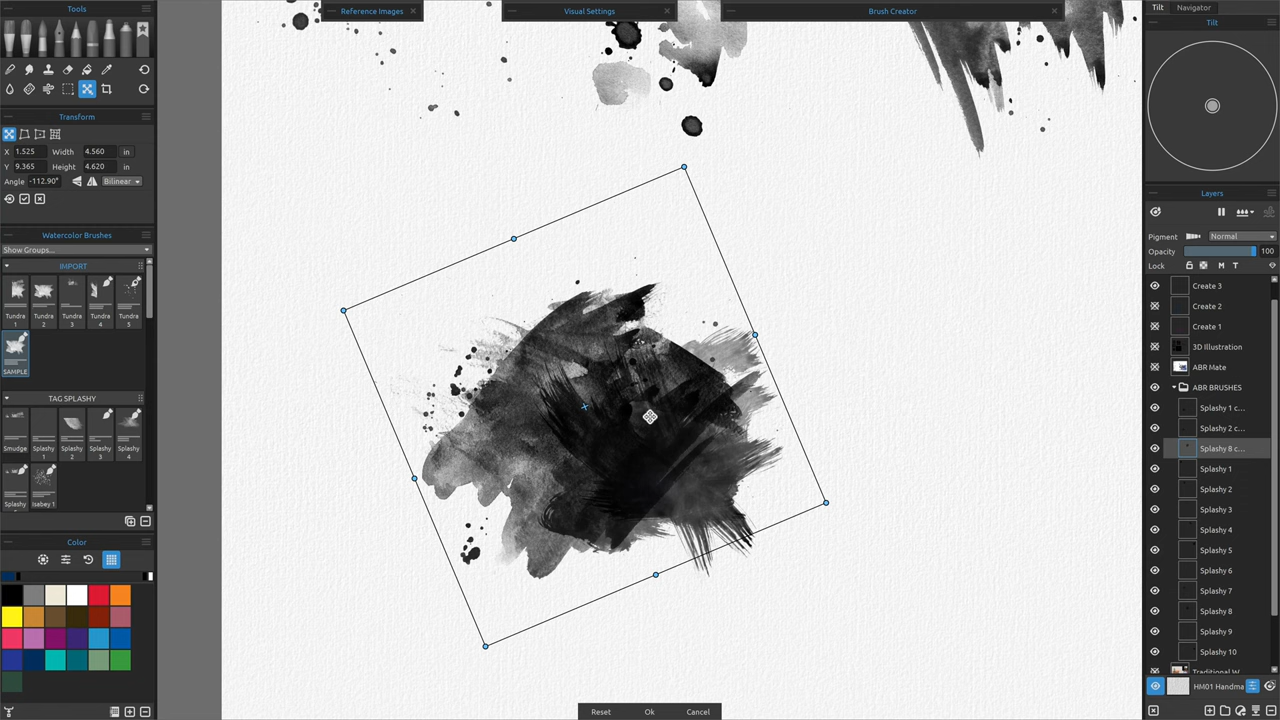 Tools
Reference Images
Visual Settings
Brush Creator
Tilt
Navigator
Tilt
Transform
X 1.525 Width 4.560 in
Y 9.365 Height 4.620 in
Angle -112.90° Bilinear
Watercolor Brushes
Show Groups...
IMPORT
Tundra 1
Tundra 2
Tundra 3
Tundra 4
Tundra 5
SAMPLE
TAG SPLASHY
Smudge
Splashy 1
Splashy 2
Splashy 3
Splashy 4
Splashy
Isabey 1
Color
Reset
Ok
Cancel
Layers
Pigment Normal
Opacity 100
Lock M T
Create 3
Create 2
Create 1
3D Illustration
ABR Mate
ABR BRUSHES
Splashy 1 c...
Splashy 2 c...
Splashy 8 c...
Splashy 1
Splashy 2
Splashy 3
Splashy 4
Splashy 5
Splashy 6
Splashy 7
Splashy 8
Splashy 9
Splashy 10
Traditional W
HM01 Handma